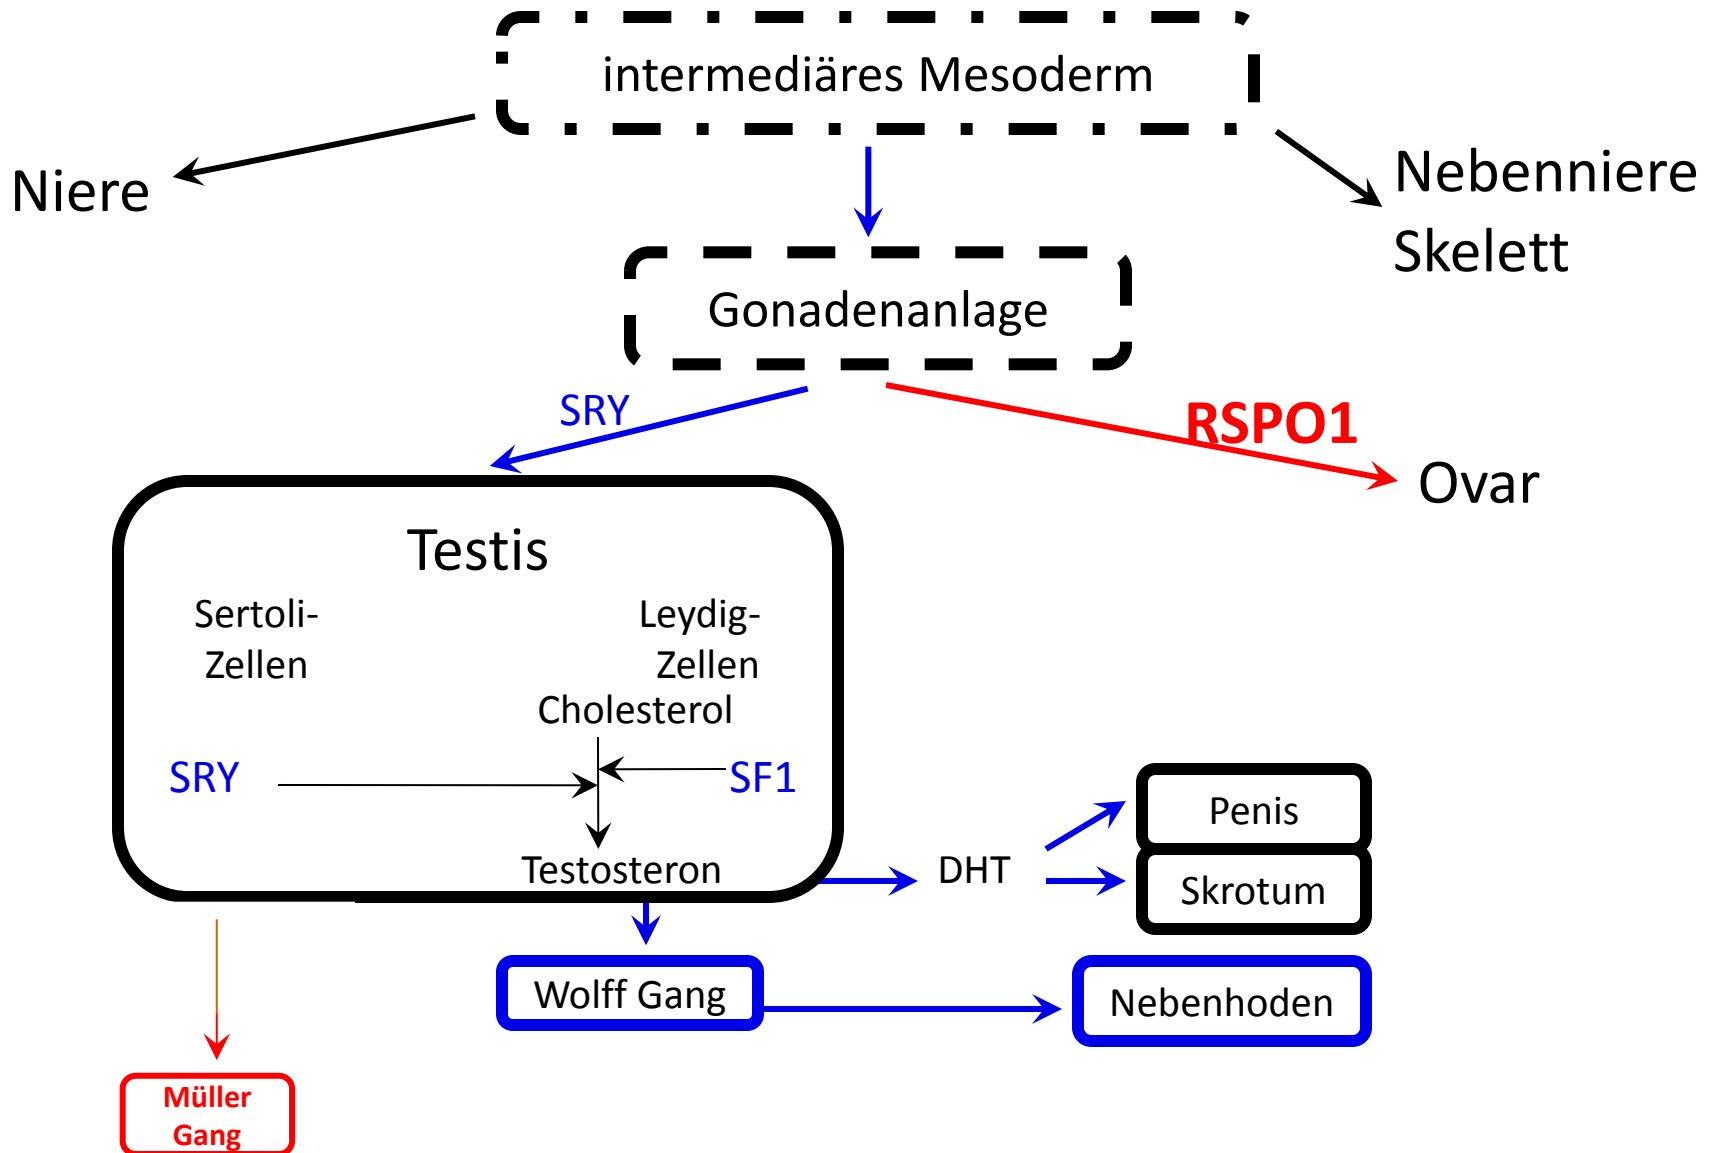 intermediäres Mesoderm
Niere
Nebenniere
Skelett
Gonadenanlage
SRY
RSPO1
Ovar
Testis
Sertoli-
Zellen
Leydig-
Zellen
Cholesterol
SRY
SF1
Testosteron
DHT
Penis
Skrotum
Wolff Gang
Nebenhoden
Müller
Gang